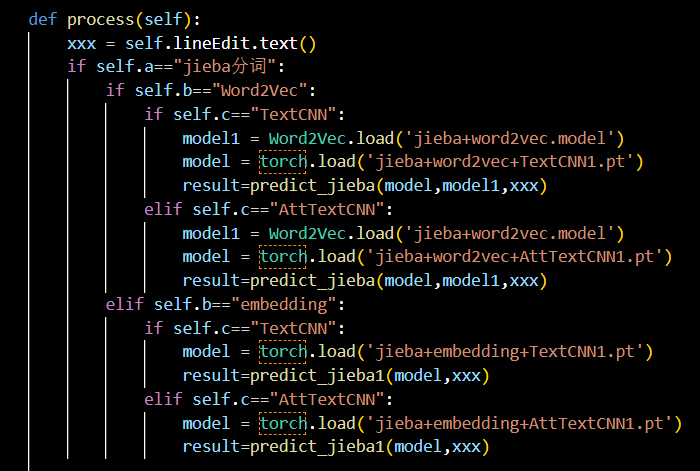 def process(self):
    xxx = self.lineEdit.text()
    if self.a=="jieba分词":
        if self.b=="Word2Vec":
            if self.c=="TextCNN":
                model1 = Word2Vec.load('jieba+word2vec.model')
                model = torch.load('jieba+word2vec+TextCNN1.pt')
                result=predict_jieba(model,model1,xxx)
            elif self.c=="AttTextCNN":
                model1 = Word2Vec.load('jieba+word2vec.model')
                model = torch.load('jieba+word2vec+AttTextCNN1.pt')
                result=predict_jieba(model,model1,xxx)
        elif self.b=="embedding":
            if self.c=="TextCNN":
                model = torch.load('jieba+embedding+TextCNN1.pt')
                result=predict_jieba1(model,xxx)
            elif self.c=="AttTextCNN":
                model = torch.load('jieba+embedding+AttTextCNN1.pt')
                result=predict_jieba1(model,xxx)